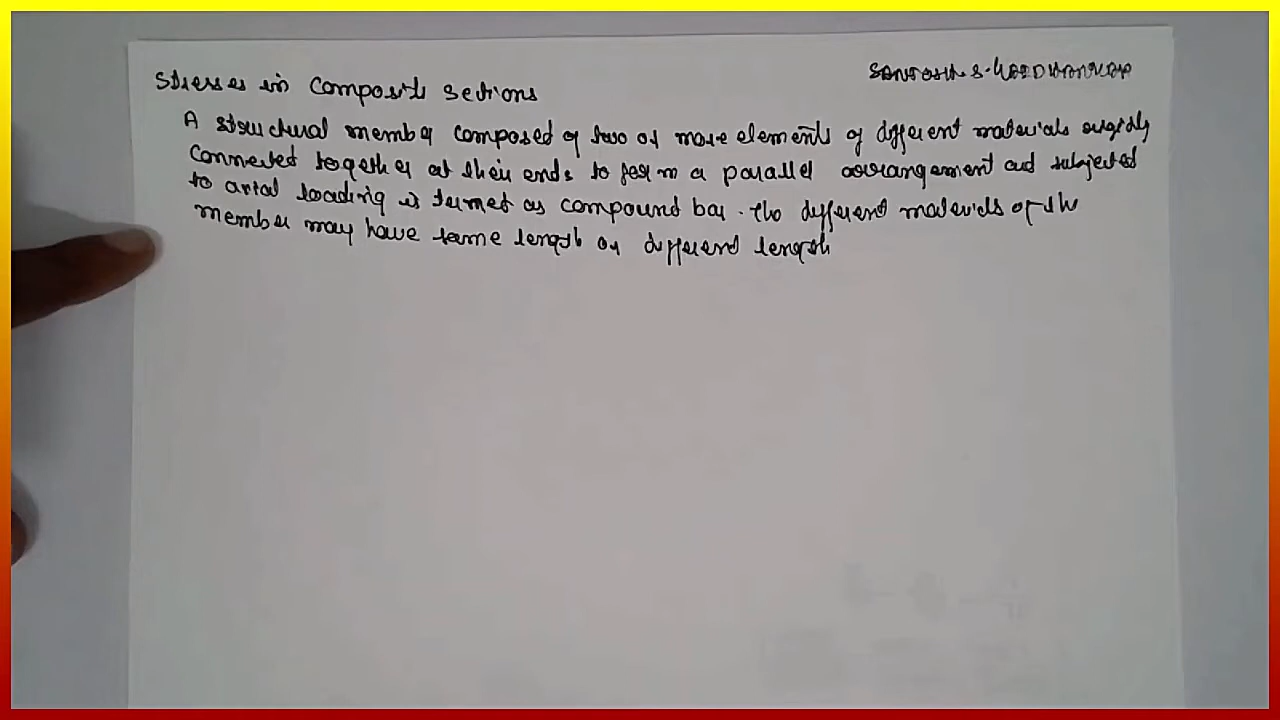 Stresses in Composite Sections
A structural member composed of two or more elements of different materials rigidly
Connected together at their ends to form a parallel arrangement and subjected
to axial loading is termed as compound bar. The different materials of the
member may have same length or different length